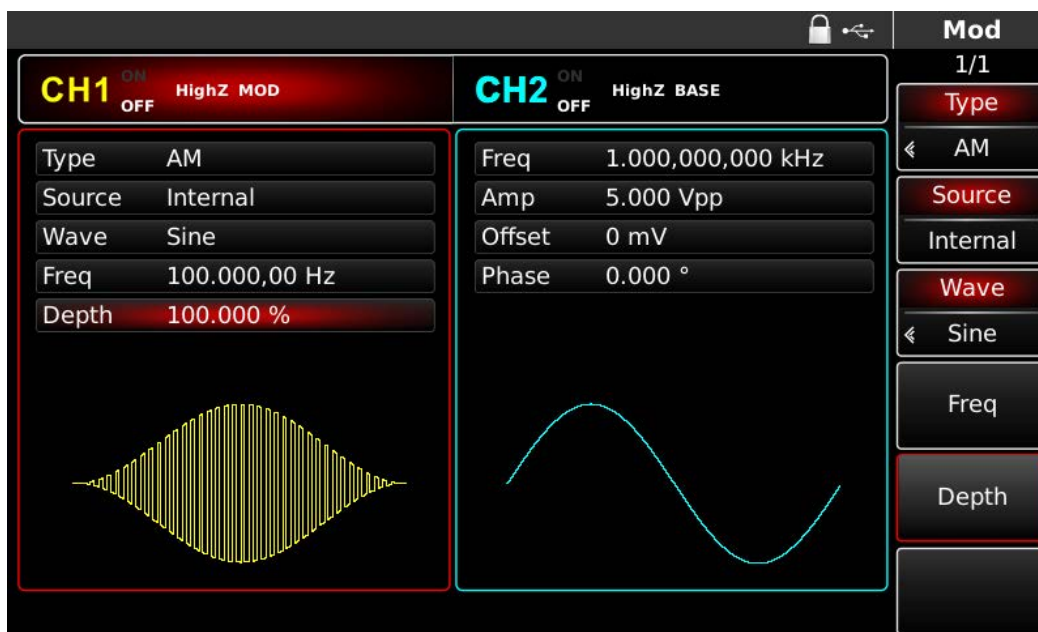 Mod
1/1
CH1 ON OFF HighZ MOD
CH2 ON OFF HighZ BASE
Type AM
Source Internal
Wave Sine
Freq 100.000,00 Hz
Depth 100.000 %
Freq 1.000,000,000 kHz
Amp 5.000 Vpp
Offset 0 mV
Phase 0.000 °
Type
AM
Source
Internal
Wave
Sine
Freq
Depth